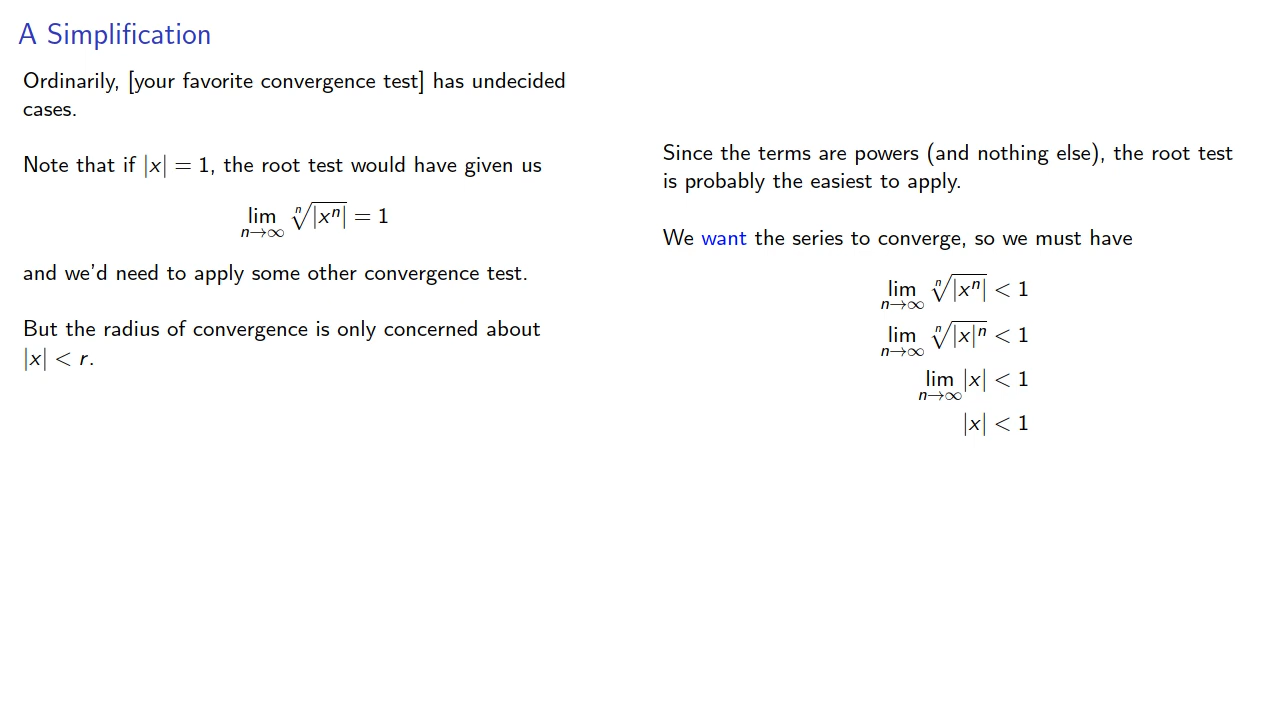 A Simplification
Ordinarily, [your favorite convergence test] has undecided
cases.
Note that if |x| = 1, the root test would have given us
lim n→∞ ⁿ√|xⁿ| = 1
and we'd need to apply some other convergence test.
But the radius of convergence is only concerned about
|x| < r.
Since the terms are powers (and nothing else), the root test
is probably the easiest to apply.
We want the series to converge, so we must have
lim n→∞ ⁿ√|xⁿ| < 1
lim n→∞ ⁿ√|x|ⁿ < 1
lim n→∞ |x| < 1
|x| < 1